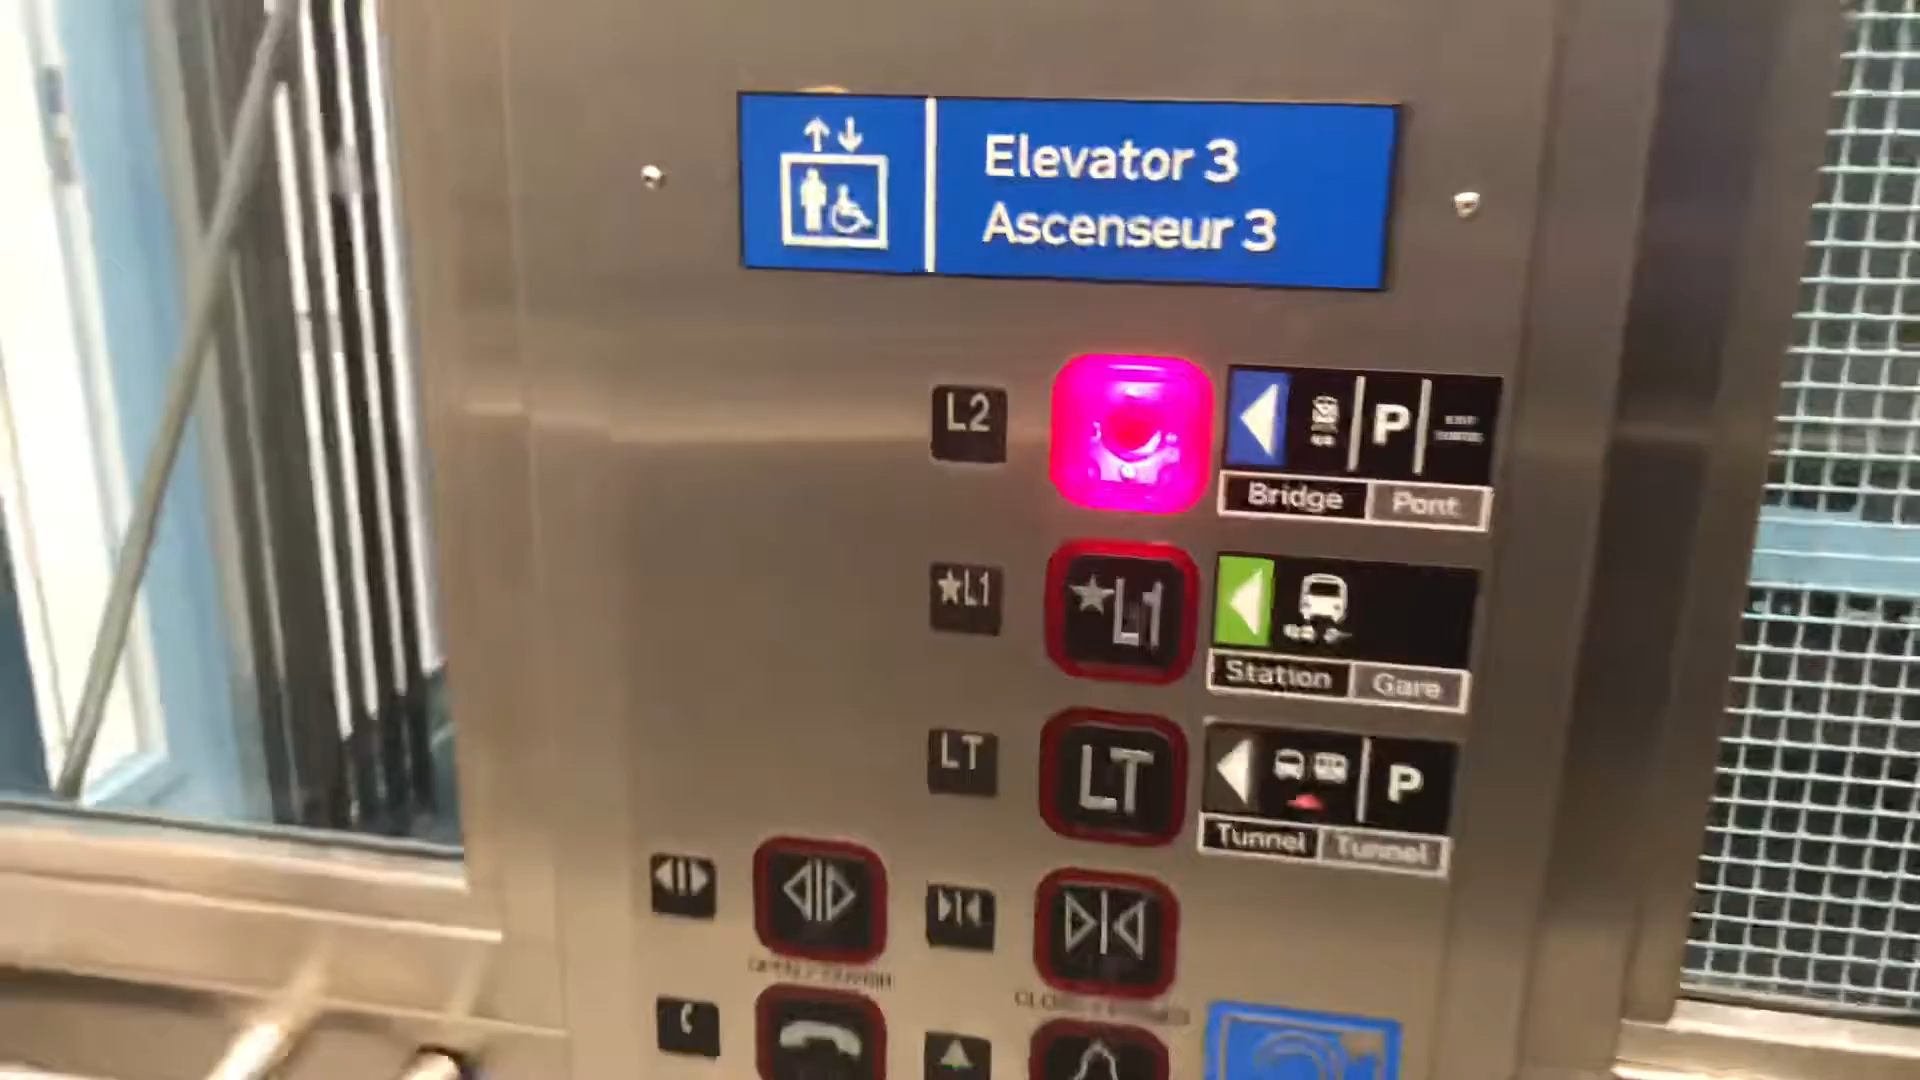 Elevator 3
Ascenseur 3
L2
P
Bridge Pont
★L1 ★L1
Station Gare
LT LT
P
Tunnel Tunnel